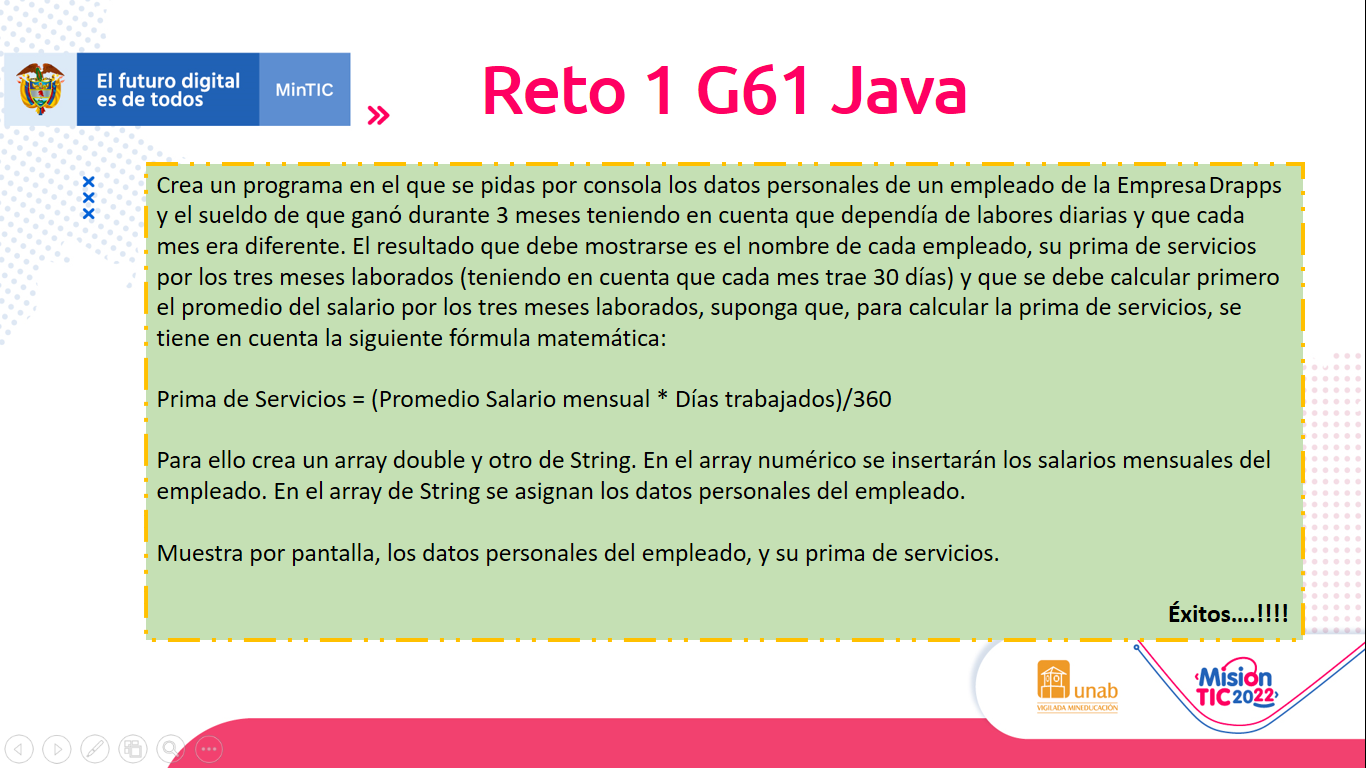 El futuro digital
es de todos
MinTIC
Reto 1 G61 Java
Crea un programa en el que se pidas por consola los datos personales de un empleado de la Empresa Drapps
y el sueldo de que ganó durante 3 meses teniendo en cuenta que dependía de labores diarias y que cada
mes era diferente. El resultado que debe mostrarse es el nombre de cada empleado, su prima de servicios
por los tres meses laborados (teniendo en cuenta que cada mes trae 30 días) y que se debe calcular primero
el promedio del salario por los tres meses laborados, suponga que, para calcular la prima de servicios, se
tiene en cuenta la siguiente fórmula matemática:
Prima de Servicios = (Promedio Salario mensual * Días trabajados)/360
Para ello crea un array double y otro de String. En el array numérico se insertarán los salarios mensuales del
empleado. En el array de String se asignan los datos personales del empleado.
Muestra por pantalla, los datos personales del empleado, y su prima de servicios.
Éxitos....!!!!
unab
VIGILADA MINEDUCACIÓN
Misión
TIC2022